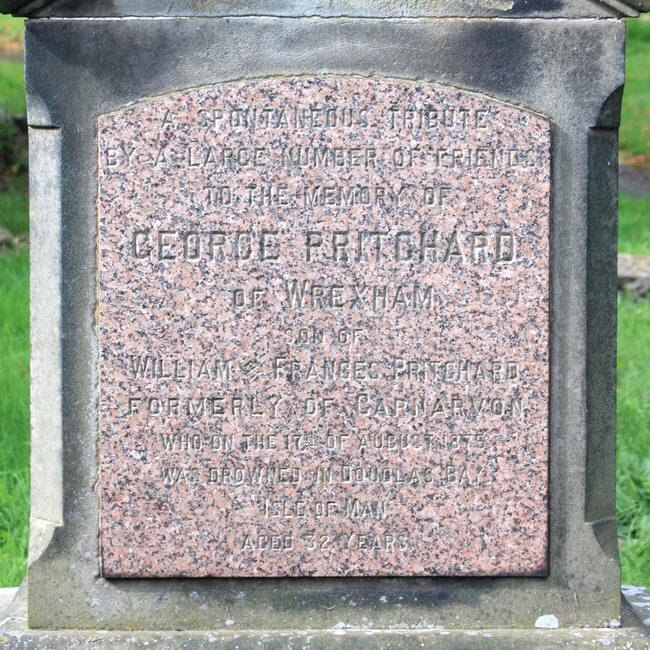 A SPONTANEOUS TRIBUTE
BY A LARGE NUMBER OF FRIENDS
TO THE MEMORY OF
GEORGE PRITCHARD
OF WREXHAM
SON OF
WILLIAM & FRANCES PRITCHARD
FORMERLY OF CARNARVON
WHO ON THE 17TH OF AUGUST 1875
WAS DROWNED IN DOUGLAS BAY
ISLE OF MAN
AGED 32 YEARS